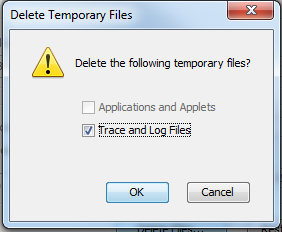 Delete Temporary Files
Delete the following temporary files?
Applications and Applets
Trace and Log Files
OK
Cancel